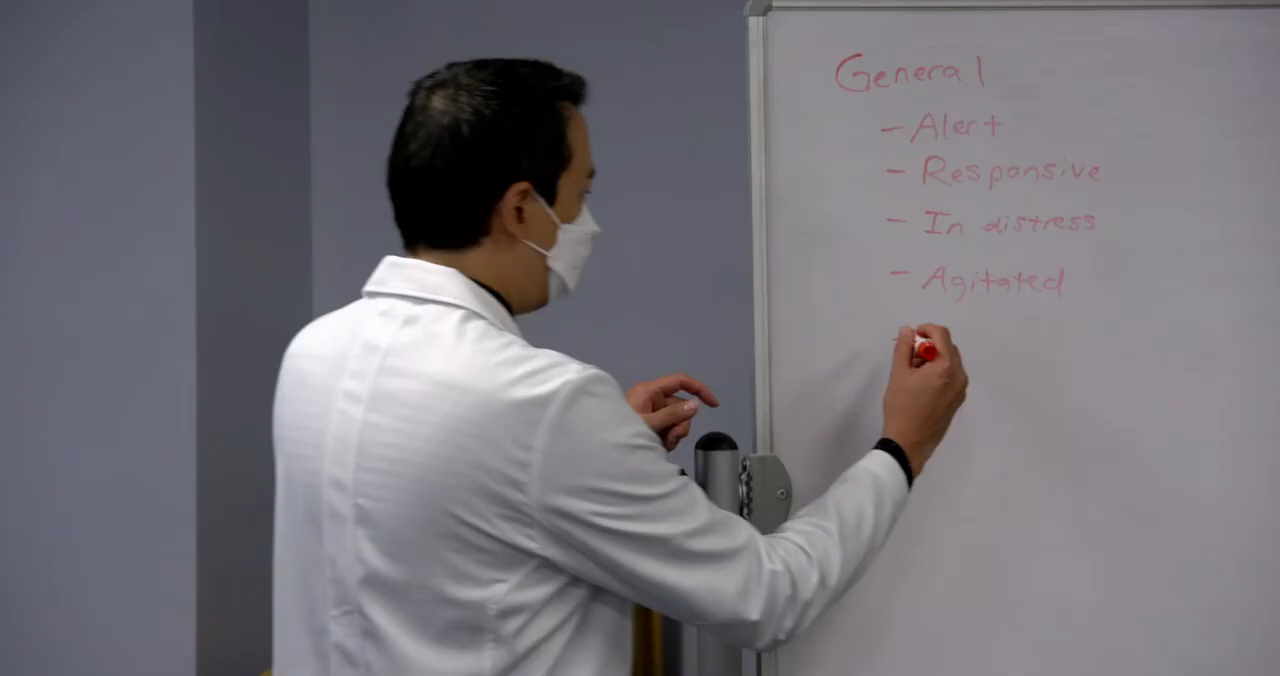 General
- Alert
- Responsive
- In distress
- Agitated